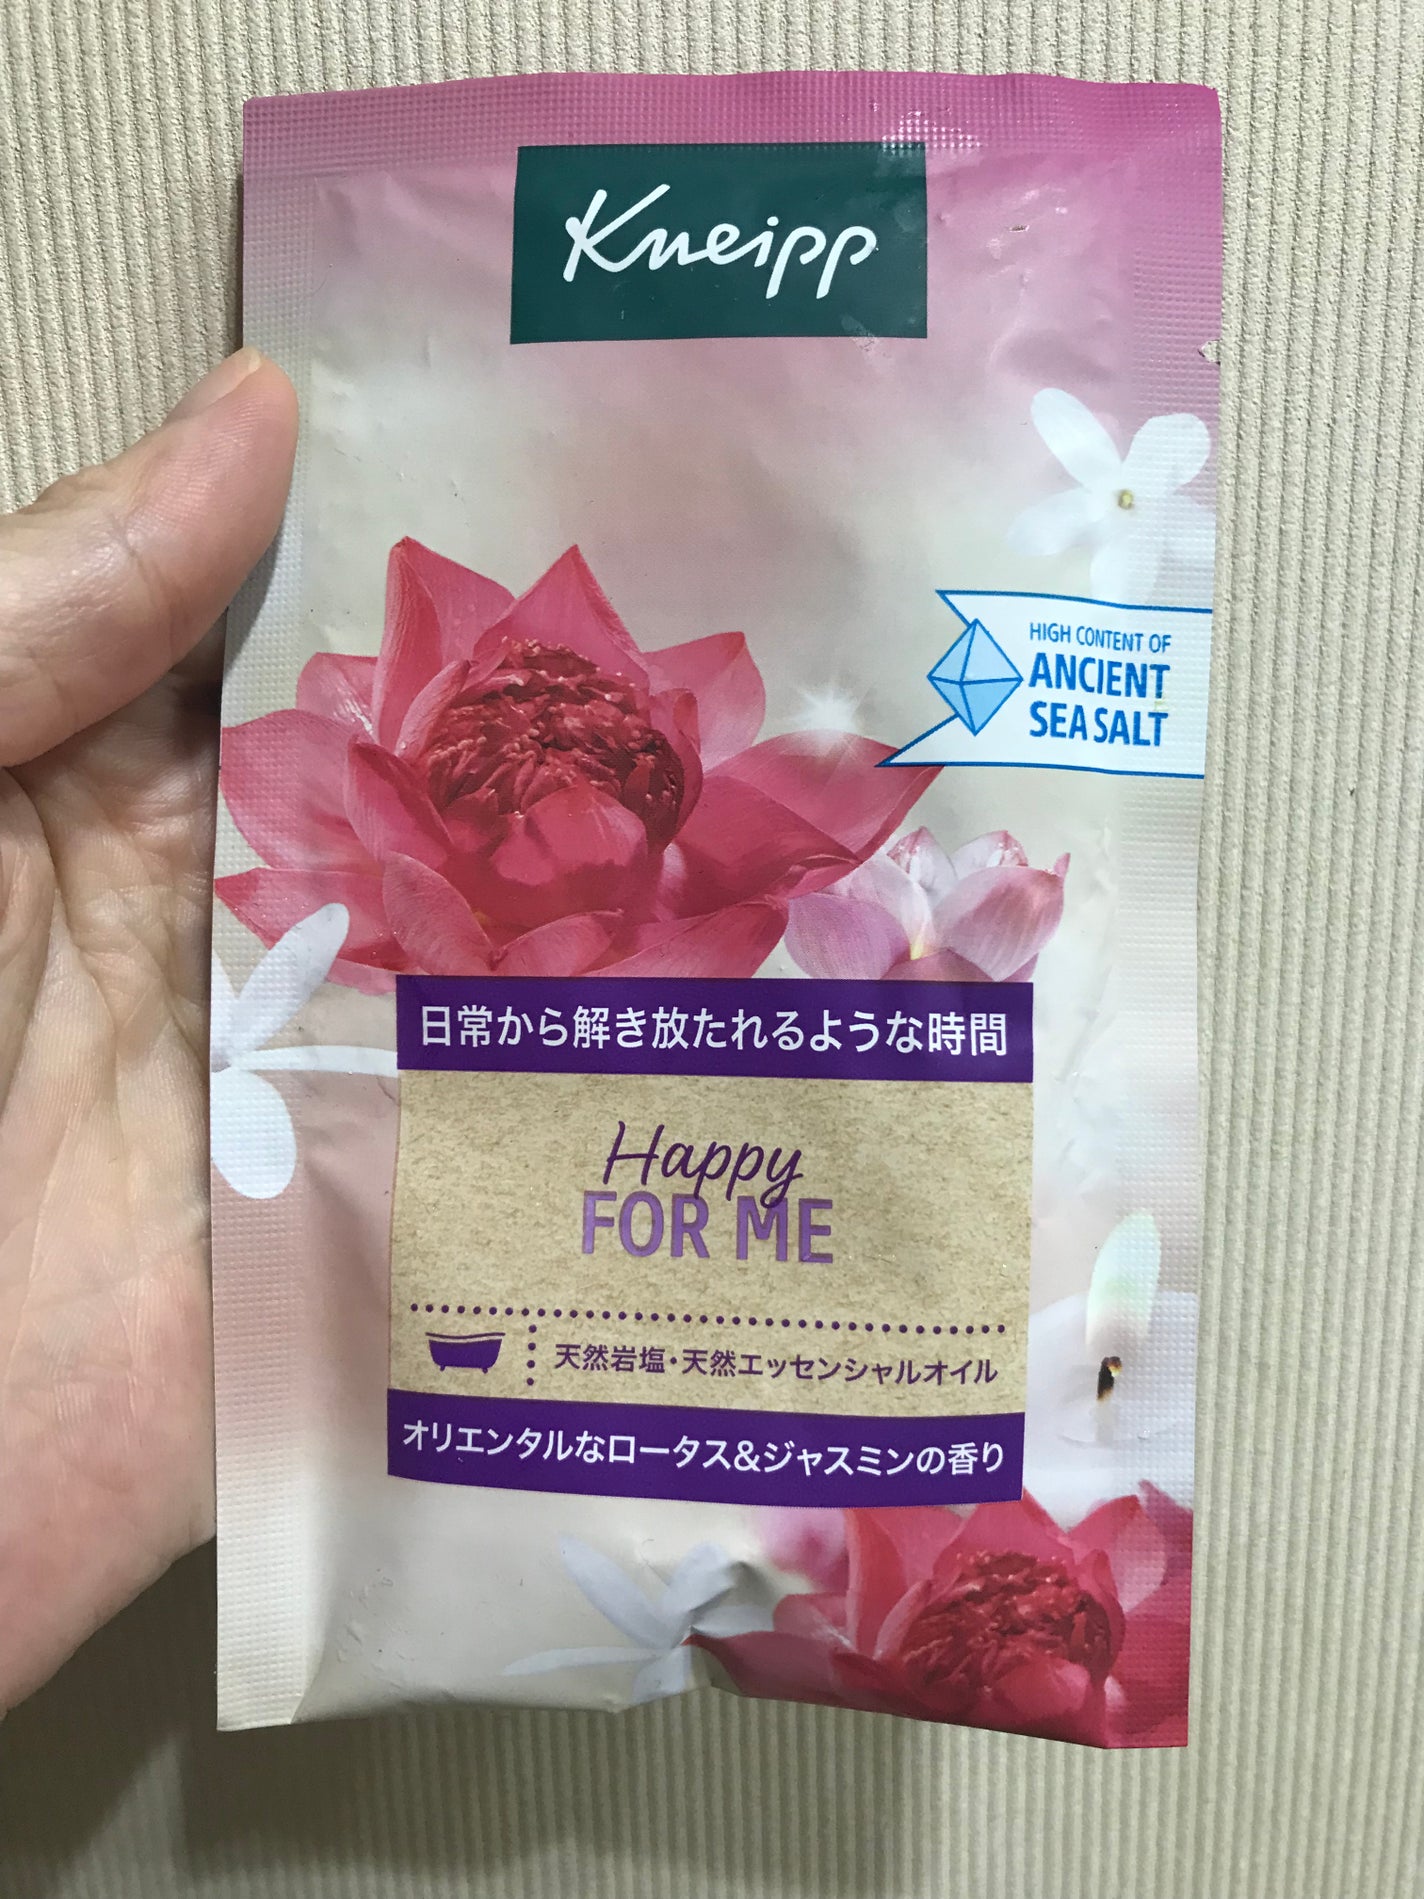 Kneipp
HIGH CONTENT OF
ANCIENT
SEA SALT
日常から解き放たれるような時間
Happy
FOR ME
天然岩塩・天然エッセンシャルオイル
オリエンタルなロータス&ジャスミンの香り